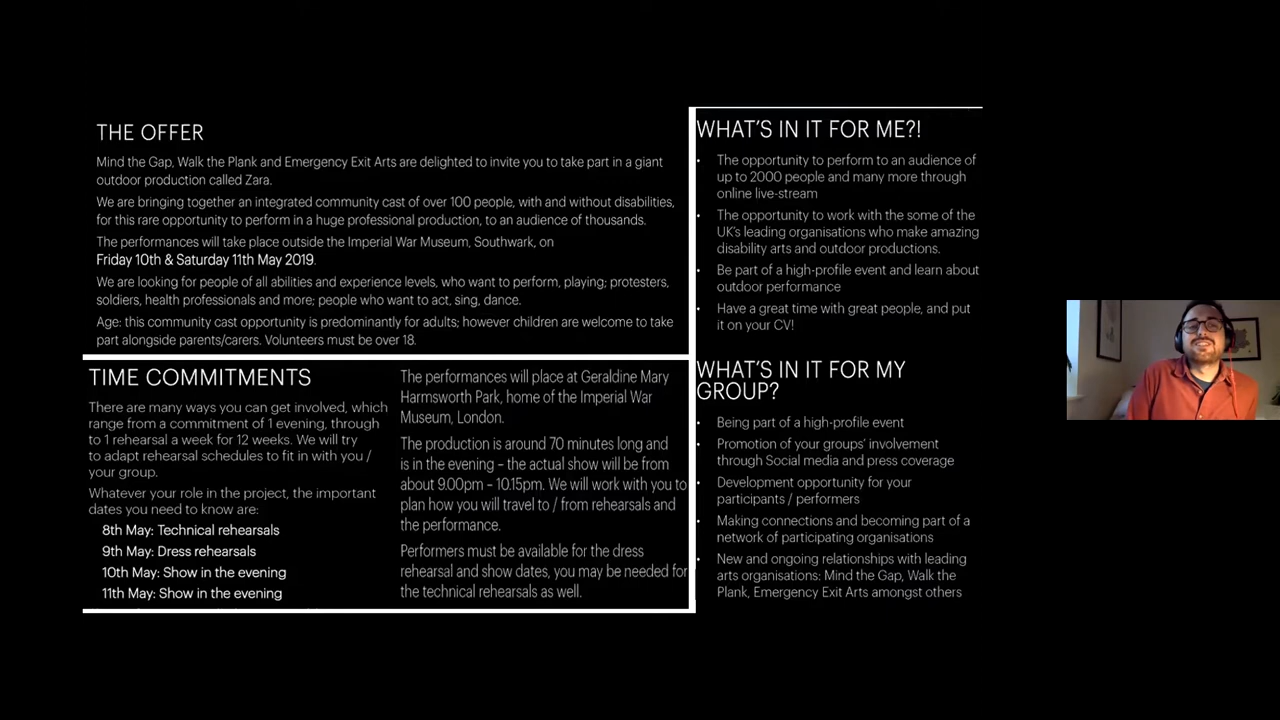 THE OFFER
Mind the Gap, Walk the Plank and Emergency Exit Arts are delighted to invite you to take part in a giant
outdoor production called Zara.
We are bringing together an integrated community cast of over 100 people, with and without disabilities,
for this rare opportunity to perform in a huge professional production, to an audience of thousands.
The performances will take place outside the Imperial War Museum, Southwark, on
Friday 10th & Saturday 11th May 2019.
We are looking for people of all abilities and experience levels, who want to perform, playing; protesters,
soldiers, health professionals and more; people who want to act, sing, dance.
Age: this community cast opportunity is predominantly for adults; however children are welcome to take
part alongside parents/carers. Volunteers must be over 18.
TIME COMMITMENTS
There are many ways you can get involved, which
range from a commitment of 1 evening, through
to 1 rehearsal a week for 12 weeks. We will try
to adapt rehearsal schedules to fit in with you /
your group.
Whatever your role in the project, the important
dates you need to know are:
8th May: Technical rehearsals
9th May: Dress rehearsals
10th May: Show in the evening
11th May: Show in the evening
The performances will place at Geraldine Mary
Harmsworth Park, home of the Imperial War
Museum, London.
The production is around 70 minutes long and
is in the evening – the actual show will be from
about 9.00pm – 10.15pm. We will work with you to
plan how you will travel to / from rehearsals and
the performance.
Performers must be available for the dress
rehearsal and show dates, you may be needed for
the technical rehearsals as well.
WHAT'S IN IT FOR ME?!
• The opportunity to perform to an audience of
up to 2000 people and many more through
online live-stream
• The opportunity to work with the some of the
UK's leading organisations who make amazing
disability arts and outdoor productions.
• Be part of a high-profile event and learn about
outdoor performance
• Have a great time with great people, and put
it on your CV!
WHAT'S IN IT FOR MY
GROUP?
• Being part of a high-profile event
• Promotion of your groups' involvement
through Social media and press coverage
• Development opportunity for your
participants / performers
• Making connections and becoming part of a
network of participating organisations
• New and ongoing relationships with leading
arts organisations: Mind the Gap, Walk the
Plank, Emergency Exit Arts amongst others